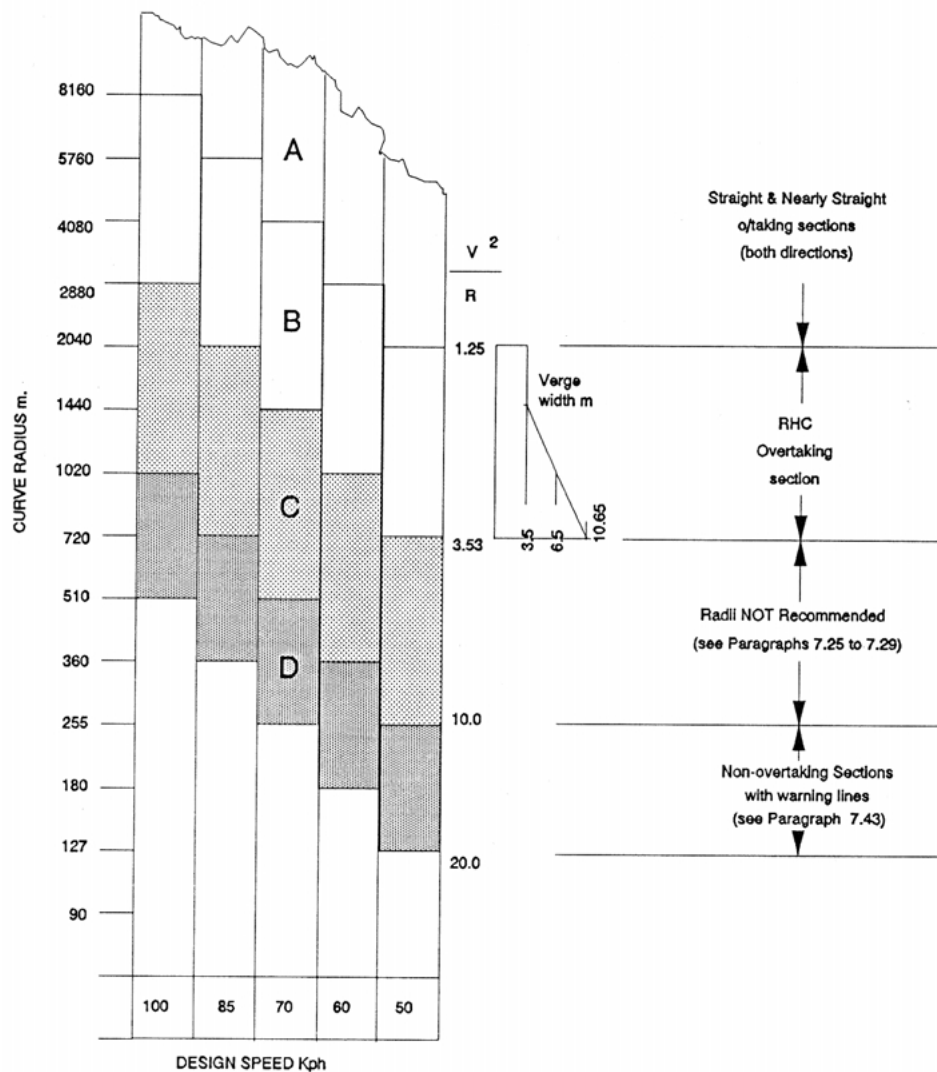 8160
5760
4080
2880
2040
1440
1020
720
510
360
255
180
127
90
CURVE RADIUS m.
A
B
C
D
V 2
R
1.25
3.53
10.0
20.0
Verge
width m
3.5
6.5
10.65
Straight & Nearly Straight
o/taking sections
(both directions)
RHC
Overtaking
section
Radii NOT Recommended
(see Paragraphs 7.25 to 7.29)
Non-overtaking Sections
with warning lines
(see Paragraph 7.43)
100 85 70 60 50
DESIGN SPEED Kph